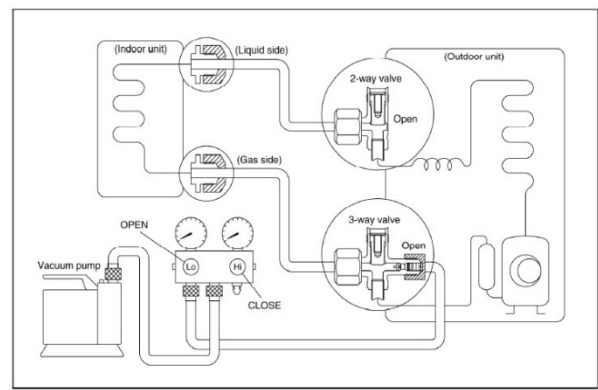 (Indoor unit)
(Liquid side)
(Outdoor unit)
2-way valve
Open
(Gas side)
3-way valve
Open
OPEN
Lo
Hi
CLOSE
Vacuum pump